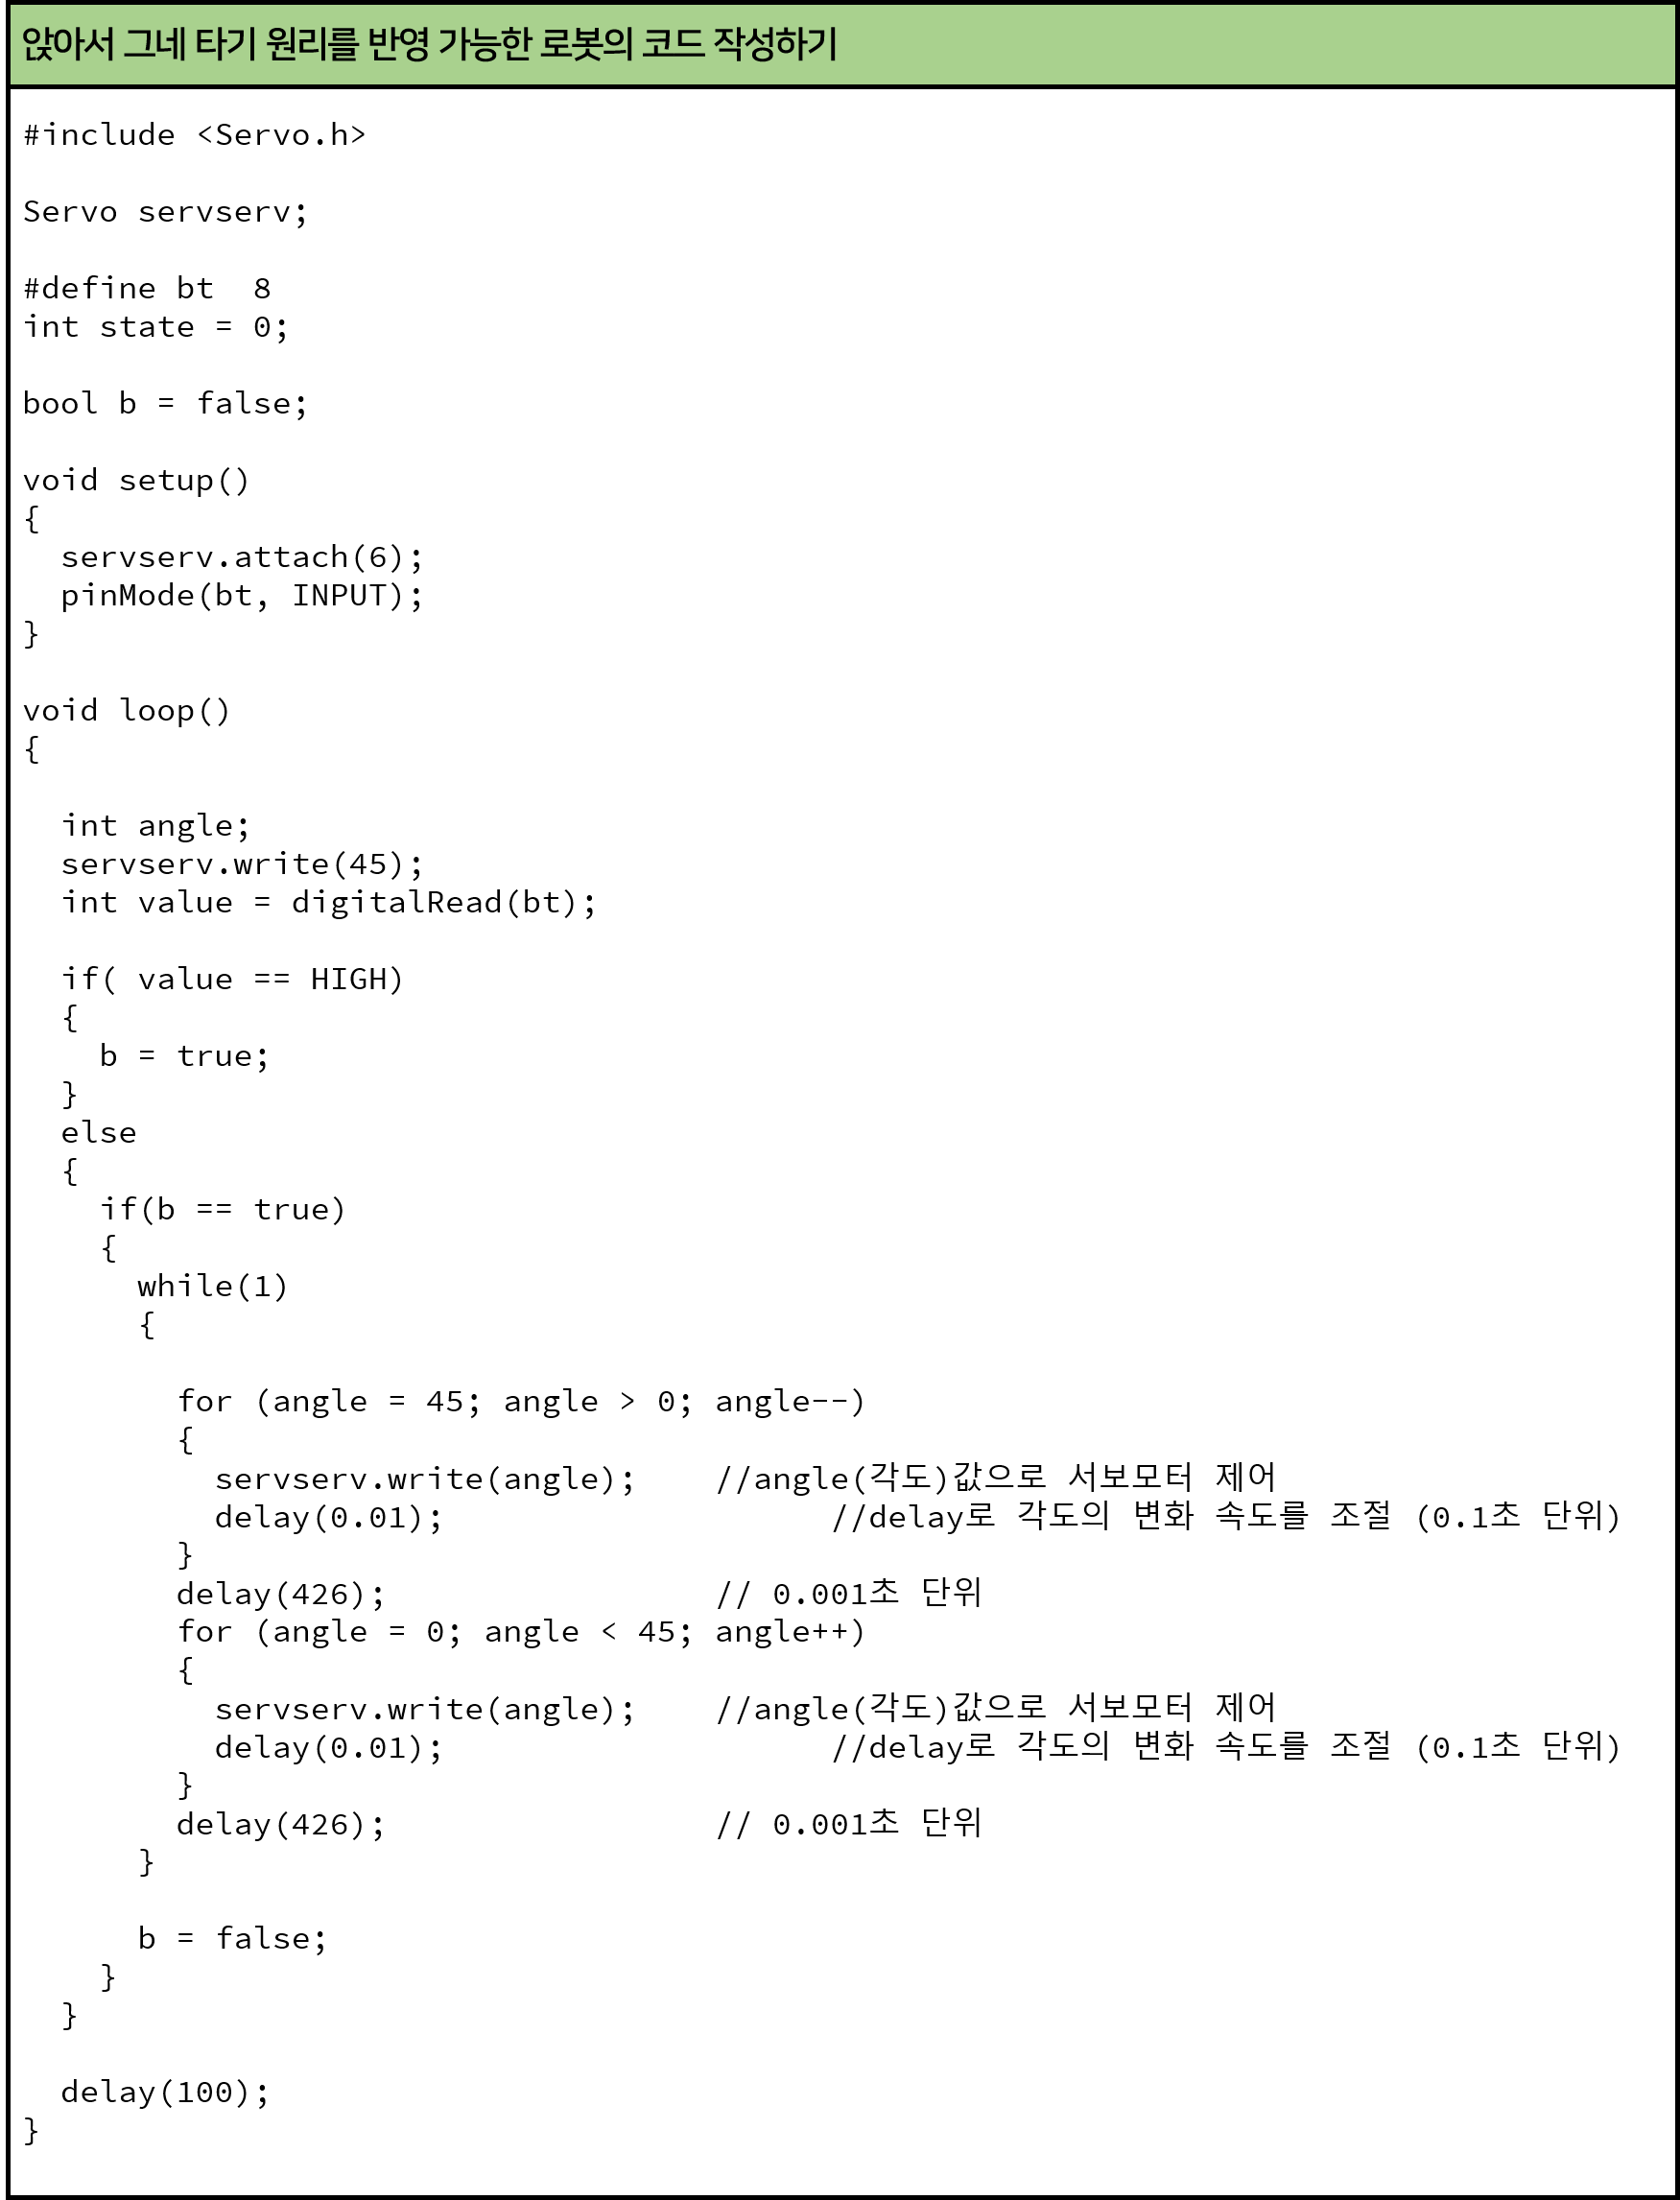 앉아서 그네 타기 원리를 반영 가능한 로봇의 코드 작성하기
#include <Servo.h>
Servo servserv;
#define bt  8
int state = 0;
bool b = false;
void setup()
{
  servserv.attach(6);
  pinMode(bt, INPUT);
}
void loop()
{
  int angle;
  servserv.write(45);
  int value = digitalRead(bt);
  if( value == HIGH)
  {
    b = true;
  }
  else
  {
    if(b == true)
    {
      while(1)
      {
        for (angle = 45; angle > 0; angle--)
        {
          servserv.write(angle);    //angle(각도)값으로 서보모터 제어
          delay(0.01);                    //delay로 각도의 변화 속도를 조절 (0.1초 단위)
        }
        delay(426);                 // 0.001초 단위
        for (angle = 0; angle < 45; angle++)
        {
          servserv.write(angle);    //angle(각도)값으로 서보모터 제어
          delay(0.01);                    //delay로 각도의 변화 속도를 조절 (0.1초 단위)
        }
        delay(426);                 // 0.001초 단위
      }
      b = false;
    }
  }
  delay(100);
}